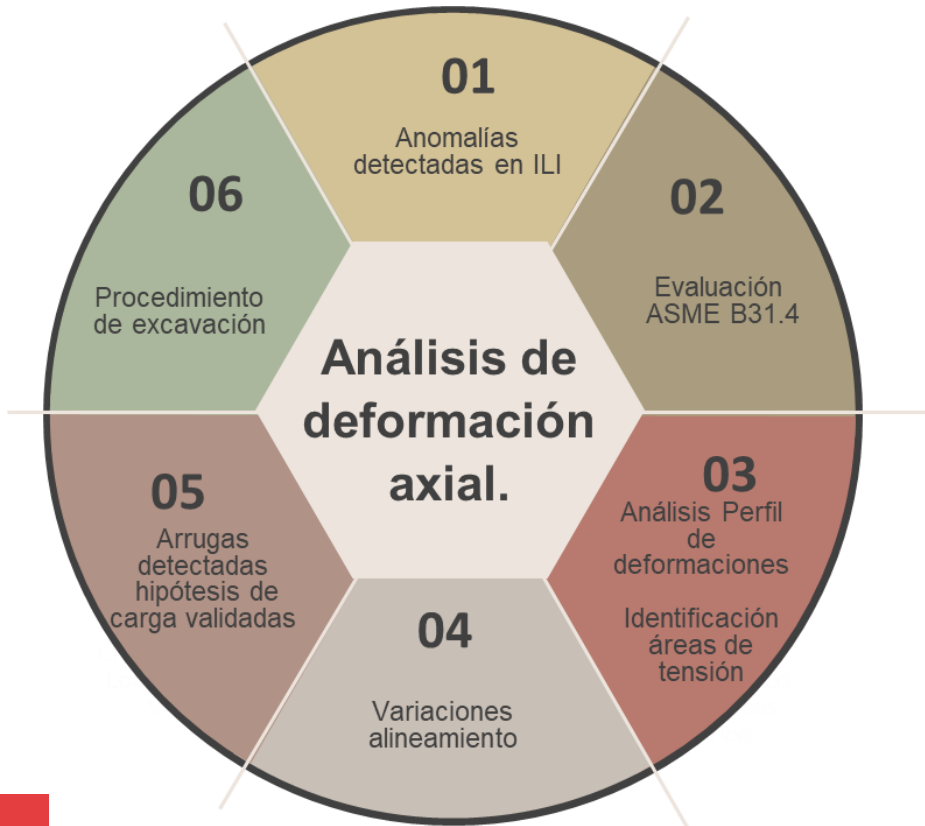 01
Anomalías
detectadas en ILI
02
Evaluación
ASME B31.4
03
Análisis Perfil
de
deformaciones
Identificación
áreas de
tensión
04
Variaciones
alineamiento
05
Arrugas
detectadas
hipótesis de
carga validadas
06
Procedimiento
de excavación
Análisis de
deformación
axial.